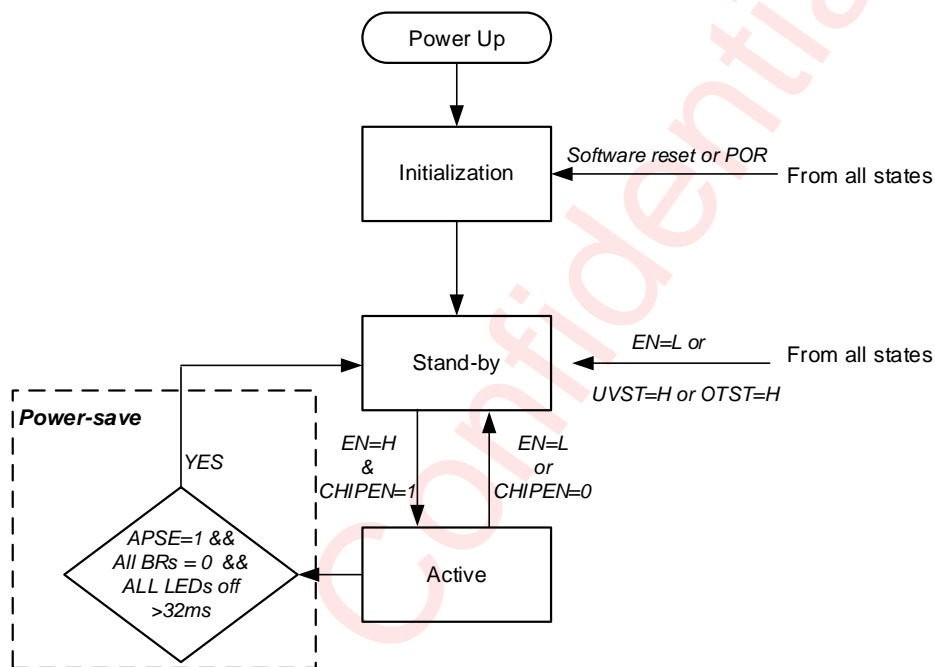 Power Up
Initialization
Software reset or POR
From all states
Stand-by
EN=L or
UVST=H or OTST=H
From all states
Power-save
YES
EN=H
&
CHIPEN=1
EN=L
or
CHIPEN=0
APSE=1 &&
All BRs = 0 &&
ALL LEDs off
>32ms
Active
Confidential